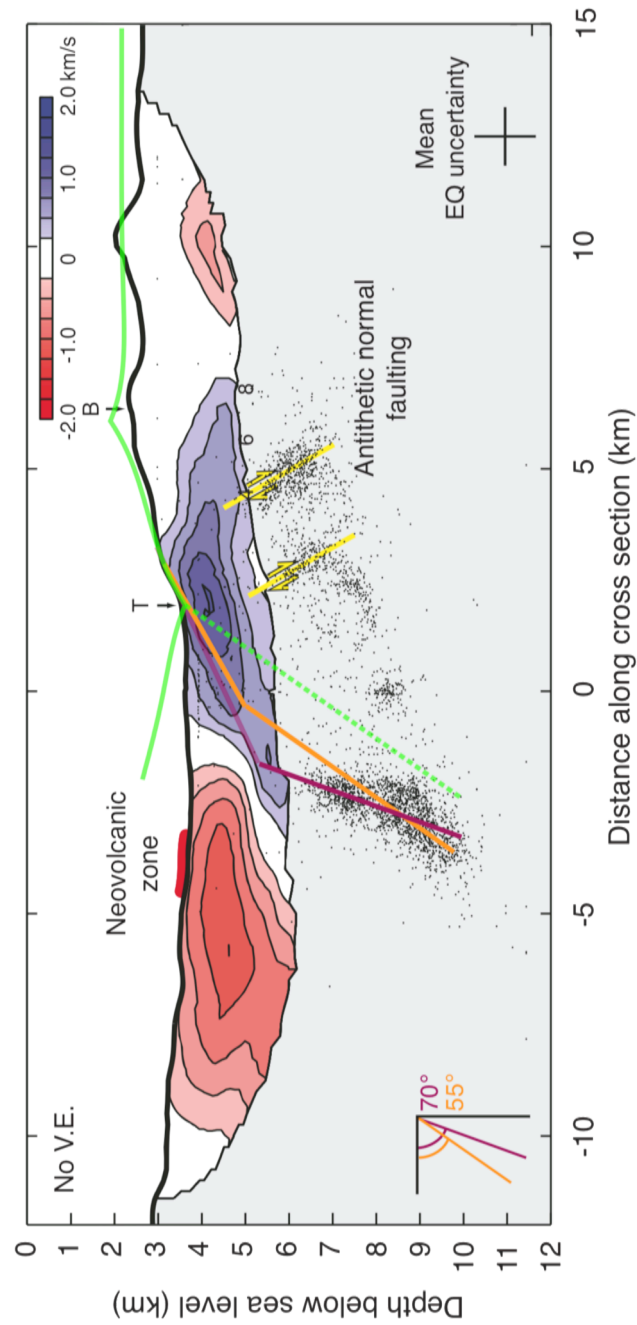 No V.E.
Neovolcanic
zone
T
B
-2.0
-1.0
0
1.0
2.0 km/s
6
8
Antithetic normal
faulting
Mean
EQ uncertainty
70°
55°
0
1
2
3
4
5
6
7
8
9
10
11
12
Depth below sea level (km)
-10
-5
0
5
10
15
Distance along cross section (km)